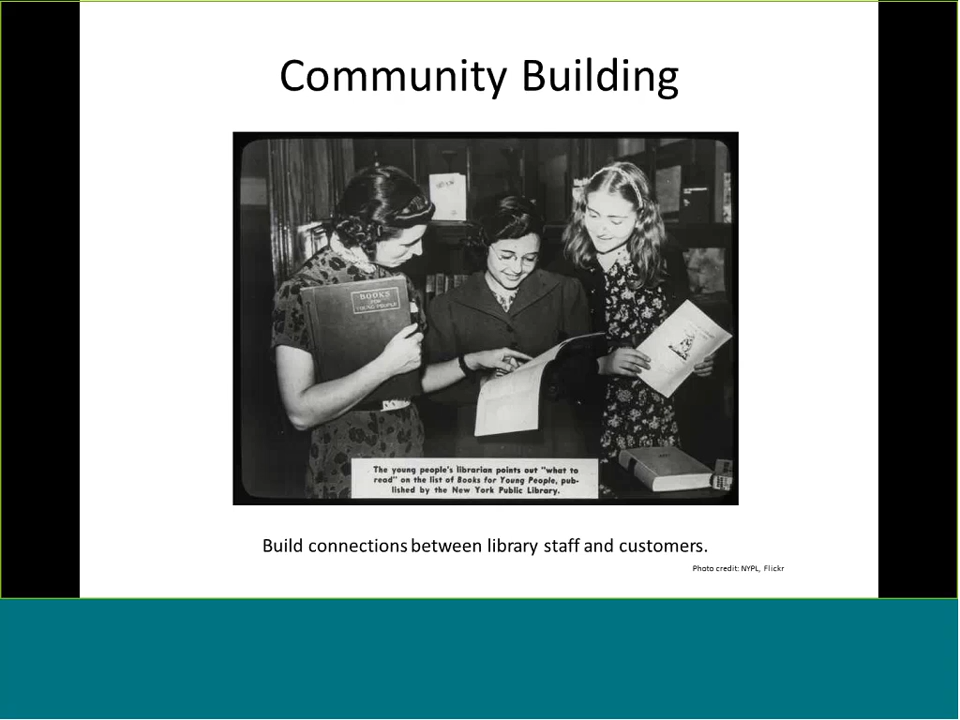 Community Building
BOOKS
FOR
YOUNG PEOPLE
The young people's librarian points out "what to
read" on the list of Books for Young People, pub-
lished by the New York Public Library.
Build connections between library staff and customers.
Photo credit: NYPL, Flickr